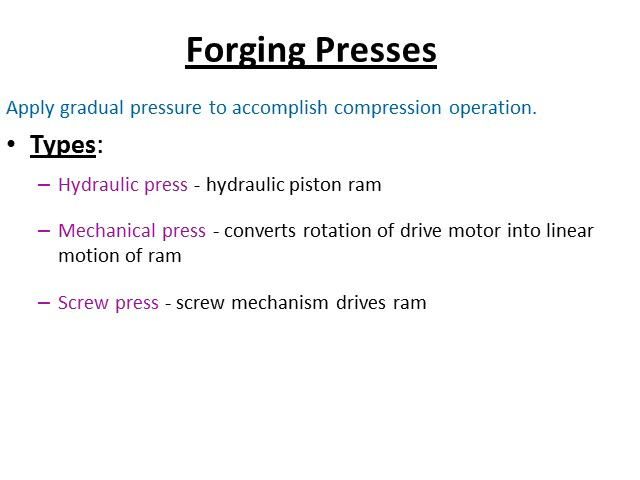 Forging Presses
Apply gradual pressure to accomplish compression operation.
• Types:
– Hydraulic press - hydraulic piston ram
– Mechanical press - converts rotation of drive motor into linear
motion of ram
– Screw press - screw mechanism drives ram